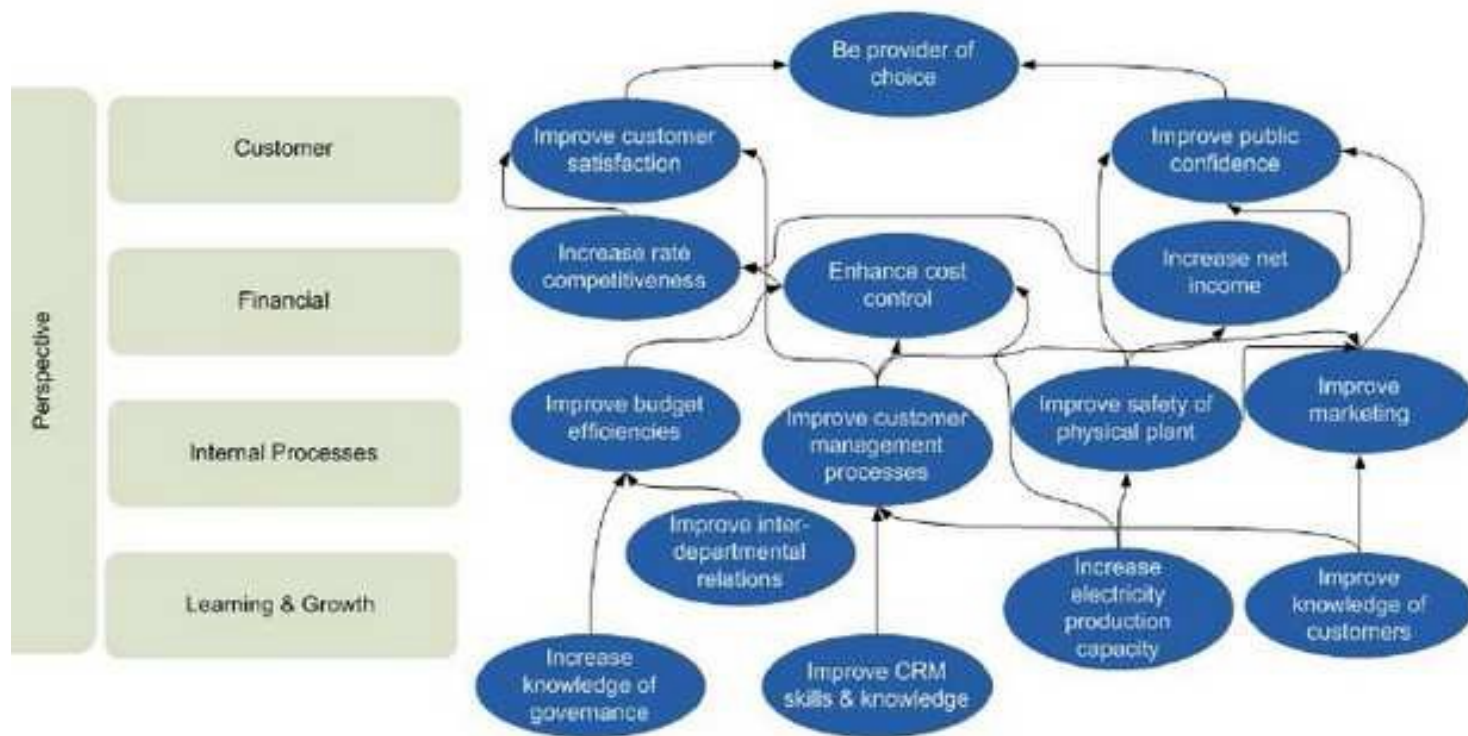 Perspective
Customer
Financial
Internal Processes
Learning & Growth
Be provider of
choice
Improve customer
satisfaction
Improve public
confidence
Increase rate
competitiveness
Enhance cost
control
Increase net
income
Improve budget
efficiencies
Improve customer
management
processes
Improve safety of
physical plant
Improve
marketing
Improve inter-
departmental
relations
Increase
electricity
production
capacity
Improve
knowledge of
customers
Increase
knowledge of
governance
Improve CRM
skills & knowledge